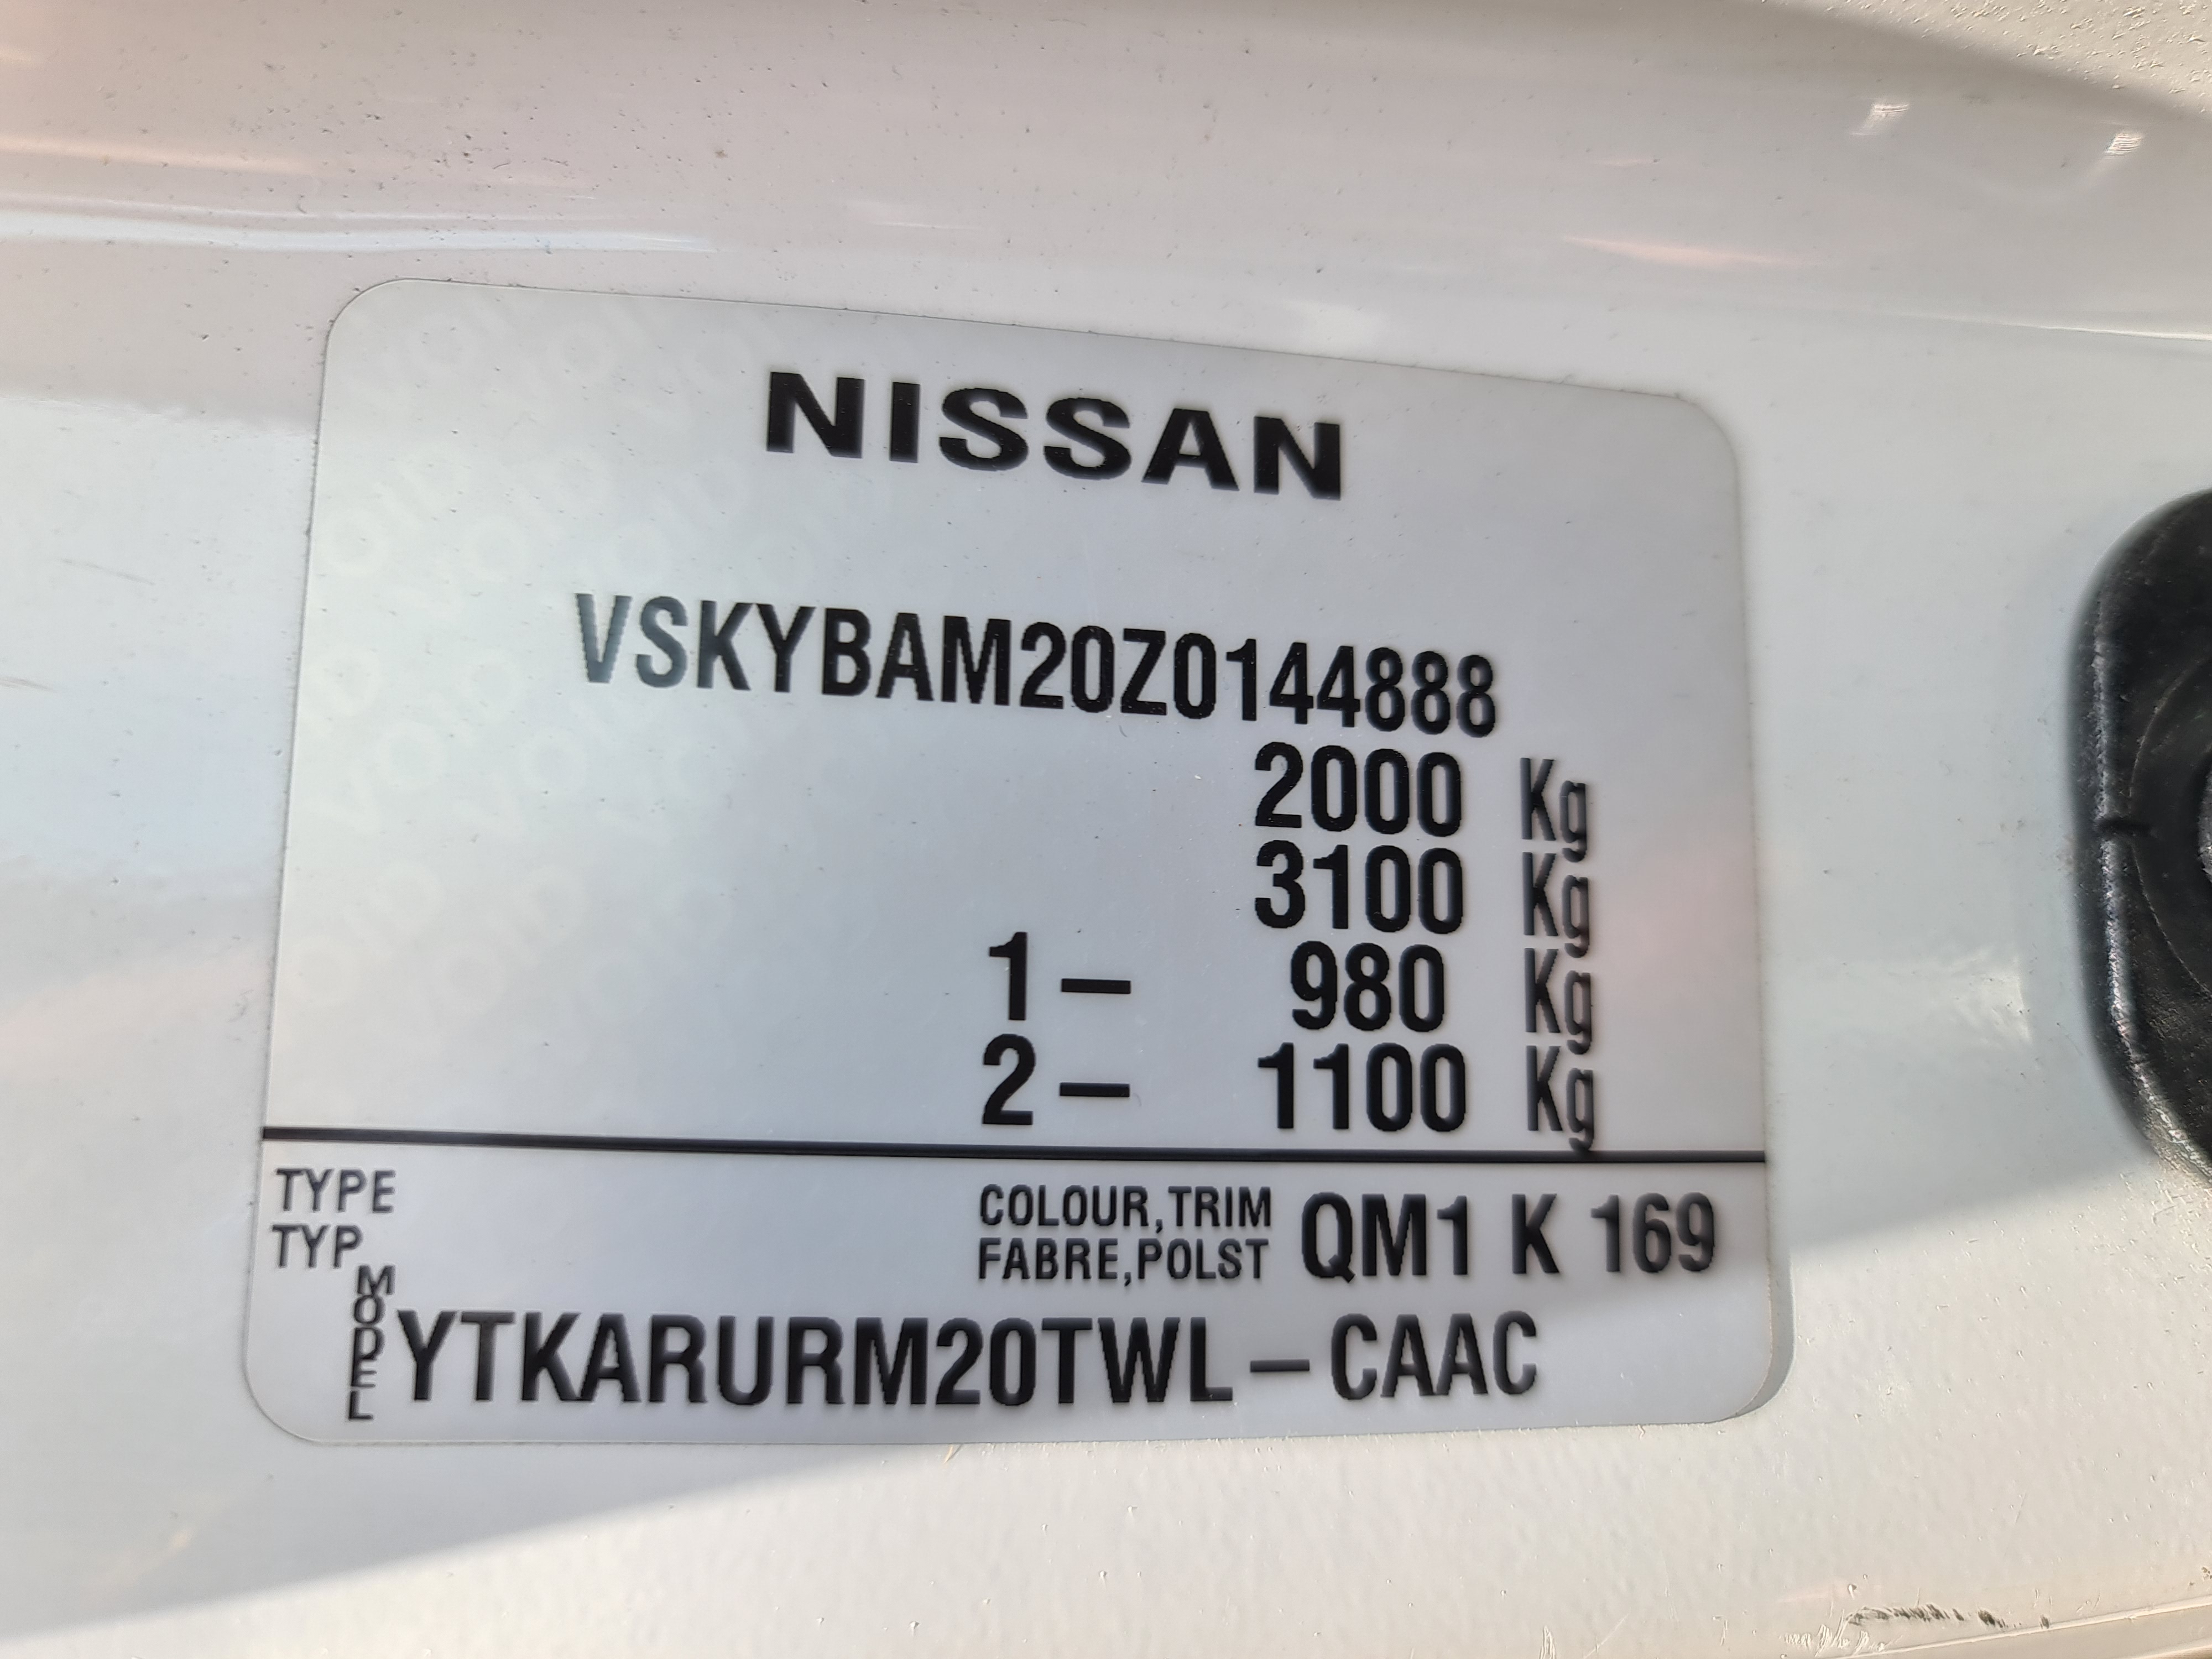 NISSAN
VSKYBAM20Z0144888
2000 Kg
3100 Kg
1– 980 Kg
2– 1100 Kg
TYPE
TYP
COLOUR,TRIM
FABRE,POLST
QM1 K 169
MODEL
YTKARURM20TWL–CAAC